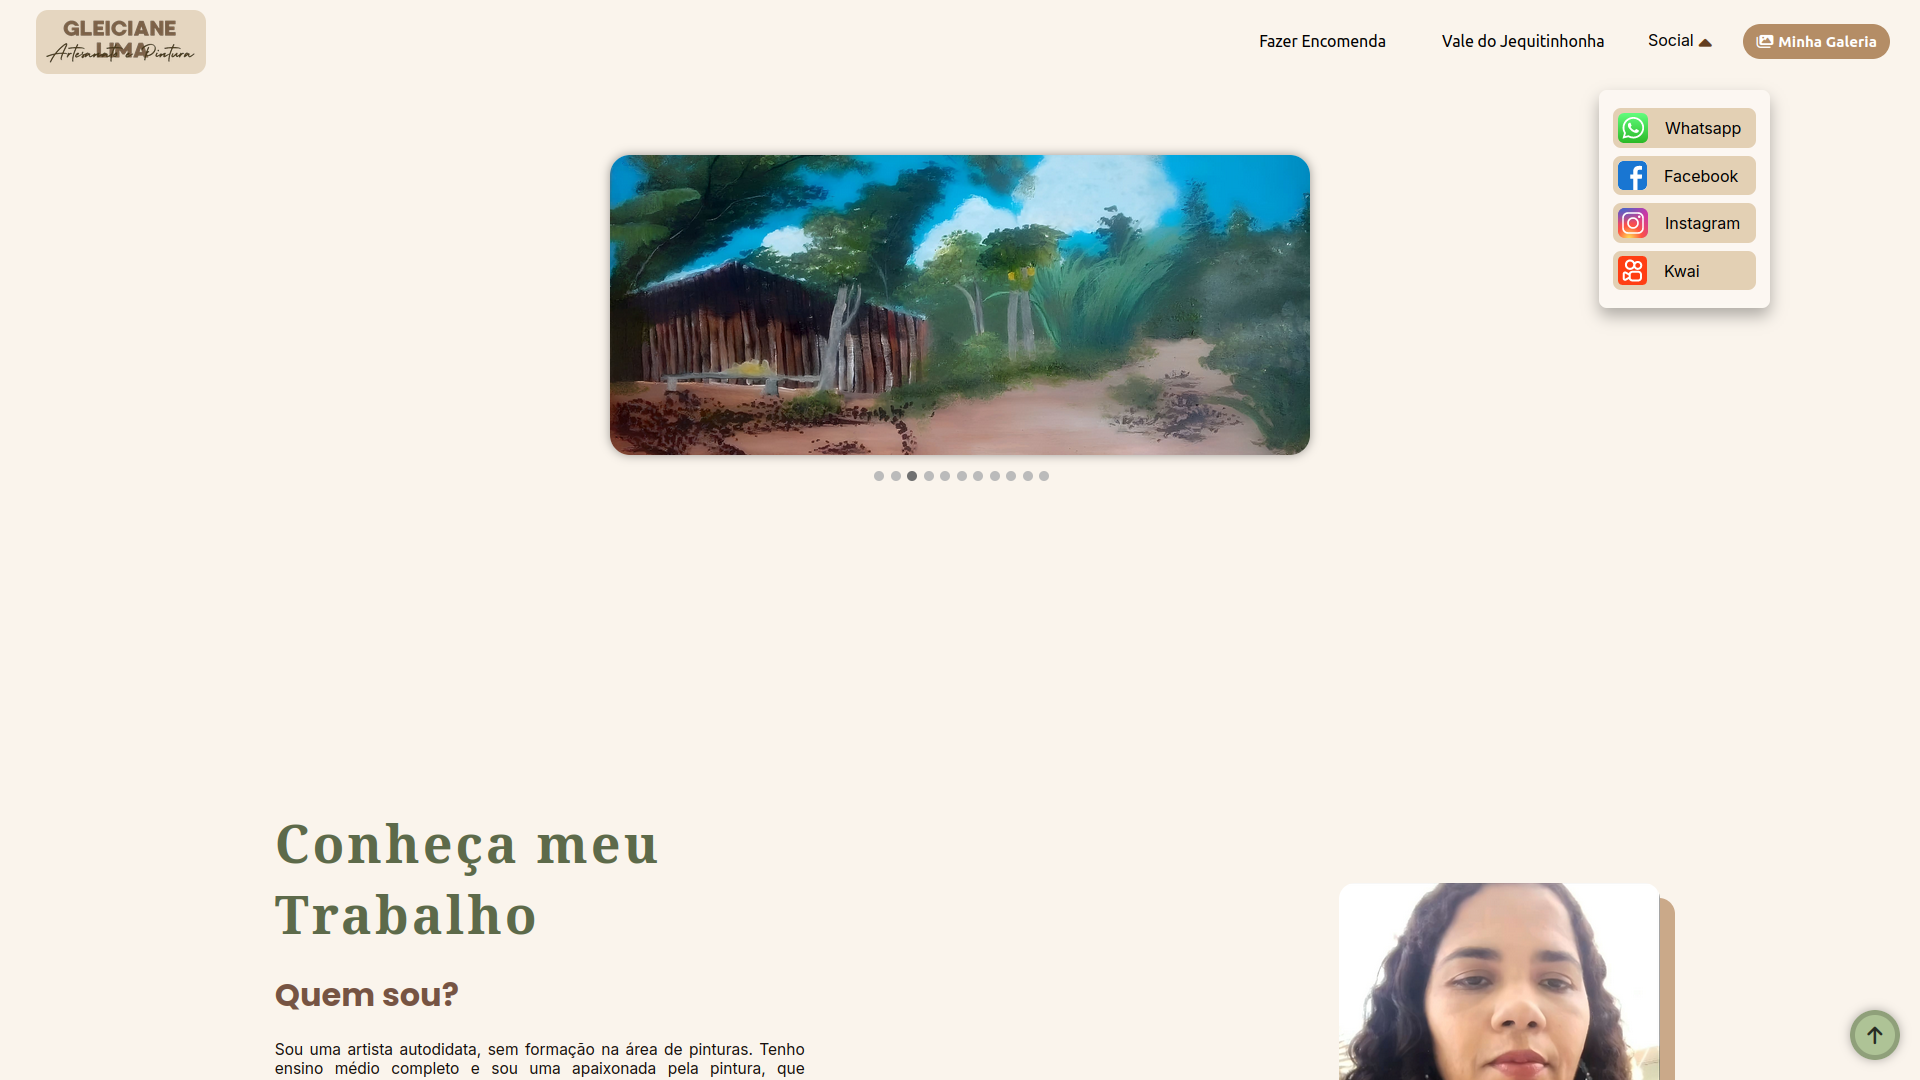 GLEICIANE
LIMA
Artesanato e Pintura
Fazer Encomenda
Vale do Jequitinhonha
Social
Minha Galeria
Whatsapp
Facebook
Instagram
Kwai
Conheça meu
Trabalho
Quem sou?
Sou uma artista autodidata, sem formação na área de pinturas. Tenho
ensino médio completo e sou uma apaixonada pela pintura, que